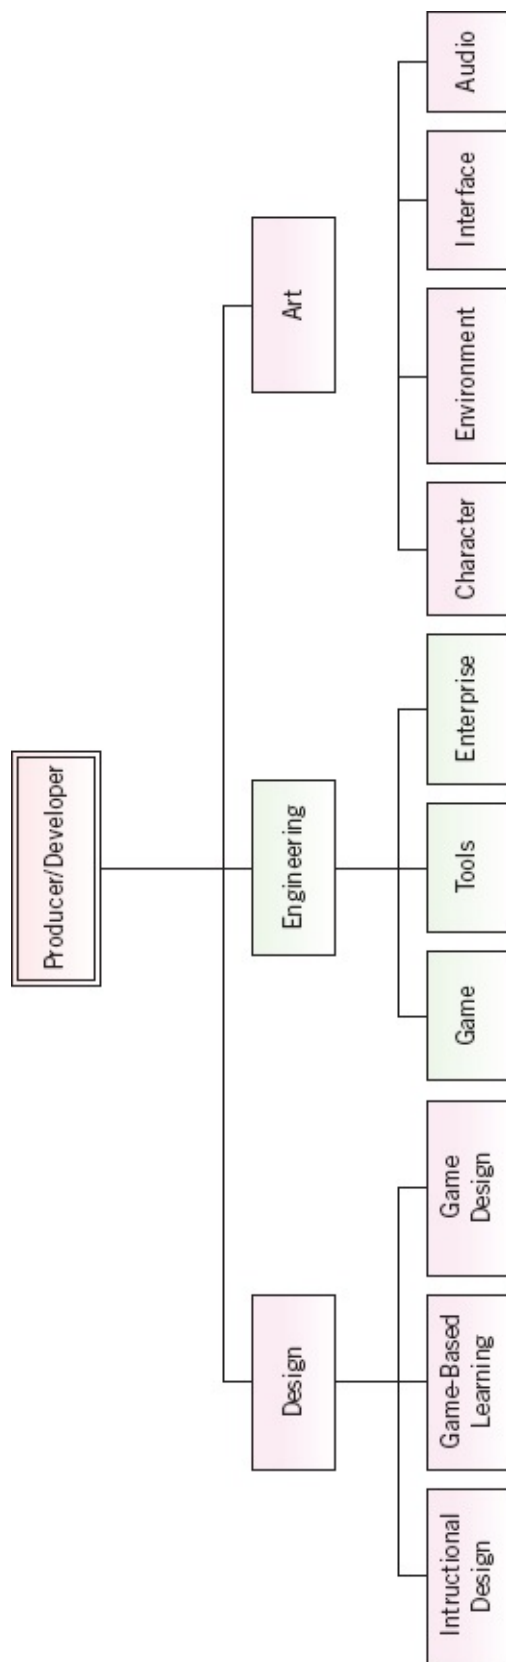 Producer/Developer
Design
Engineering
Art
Intructional
Design
Game-Based
Learning
Game
Design
Game
Tools
Enterprise
Character
Environment
Interface
Audio